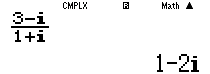 CMPLX R Math ▲
3-i
1+i
1-2i